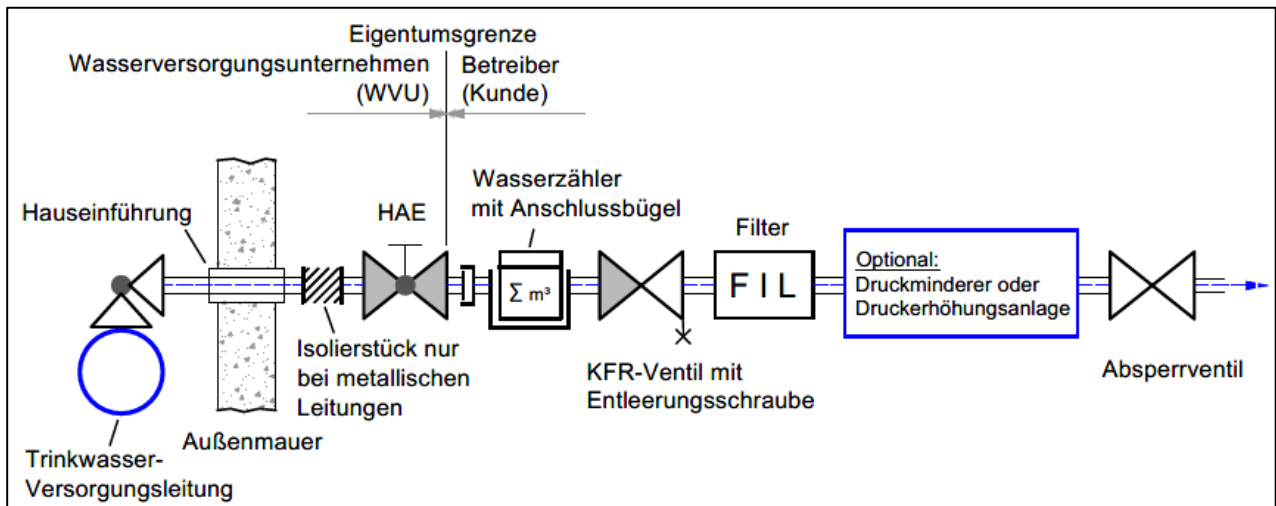 Eigentumsgrenze
Wasserversorgungsunternehmen
(WVU)
Betreiber
(Kunde)
Hauseinführung
HAE
Wasserzähler
mit Anschlussbügel
Filter
Σ m³
F I L
Optional:
Druckminderer oder
Druckerhöhungsanlage
Isolierstück nur
bei metallischen
Leitungen
KFR-Ventil mit
Entleerungsschraube
Absperrventil
Außenmauer
Trinkwasser-
Versorgungsleitung